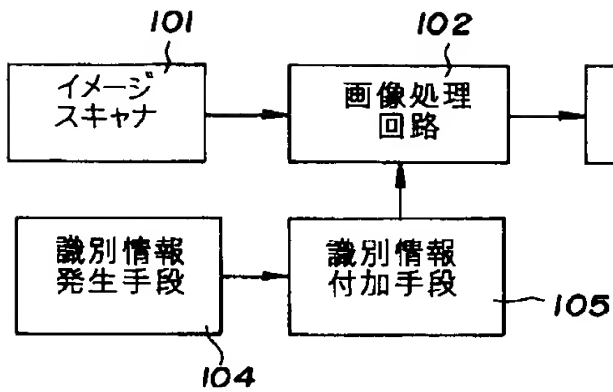 101
イメージ
スキャナ
102
画像処理
回路
識別情報
発生手段
104
識別情報
付加手段
105